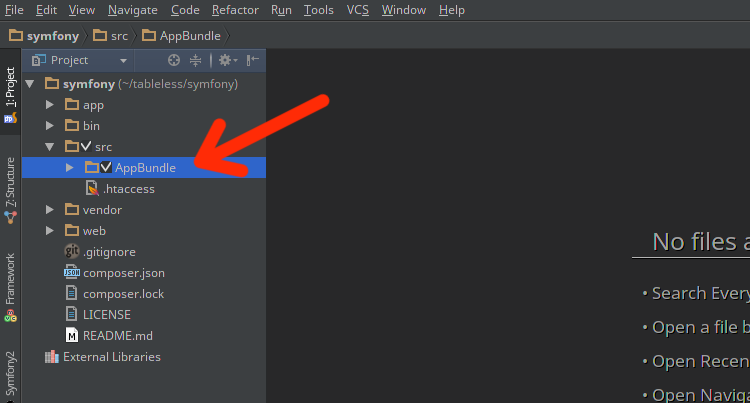 File Edit View Navigate Code Refactor Run Tools VCS Window Help
symfony src AppBundle
Project
1: Project
7: Structure
Framework
Symfony2
symfony (~/tableless/symfony)
app
bin
src
AppBundle
.htaccess
vendor
web
.gitignore
composer.json
composer.lock
LICENSE
README.md
External Libraries
No files
• Search Every
• Open a file
• Open Recen
• Open Navig